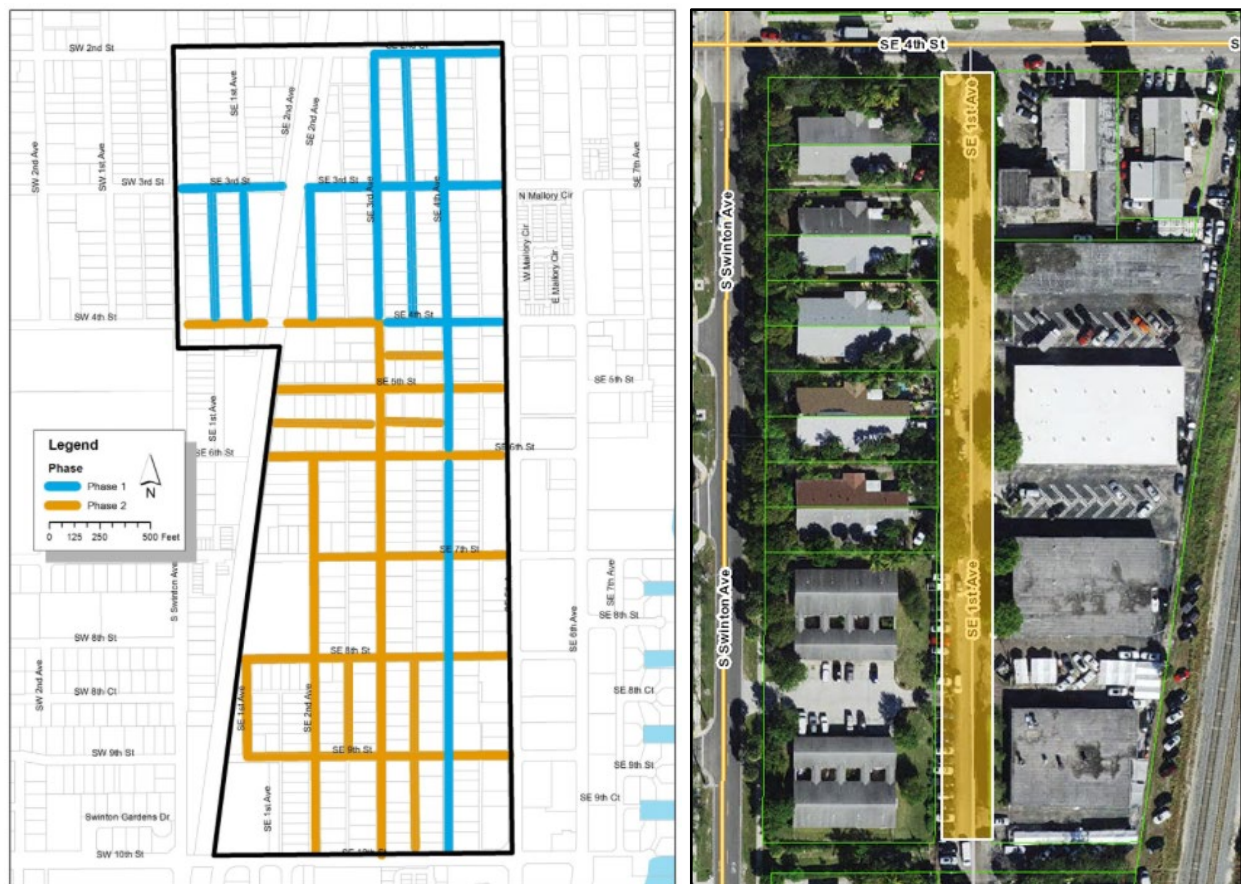 SW 2nd St
SE 2nd Ct
SE 1st Ave
SE 2nd Ave
SE 2nd Ave
SW 2nd Ave
SW 1st Ave
SE 7th Ave
SW 3rd St
SE 3rd St
SE 3rd St
SE 3rd Ave
SE 4th Ave
N Mallory Cir
W Mallory Cir
E Mallory Cir
SW 4th St
SE 4th St
SE 5th St
SE 5th St
SE 1st Ave
SE 6th St
SE 6th St
Legend
Phase
Phase 1
Phase 2
N
0 125 250 500 Feet
SE 7th St
S Swinton Ave
SE 7th Ave
SE 8th St
SE 6th Ave
SW 8th St
SE 8th St
SW 2nd Ave
SW 8th Ct
SE 8th Ct
SE 1st Ave
SE 2nd Ave
SW 9th St
SE 9th St
SE 9th St
SE 9th Ct
SE 1st Ave
Swinton Gardens Dr
SW 10th St
SE 10th St
SE 4th St
S
SE 1st Ave
S Swinton Ave
SE 1st Ave
S Swinton Ave